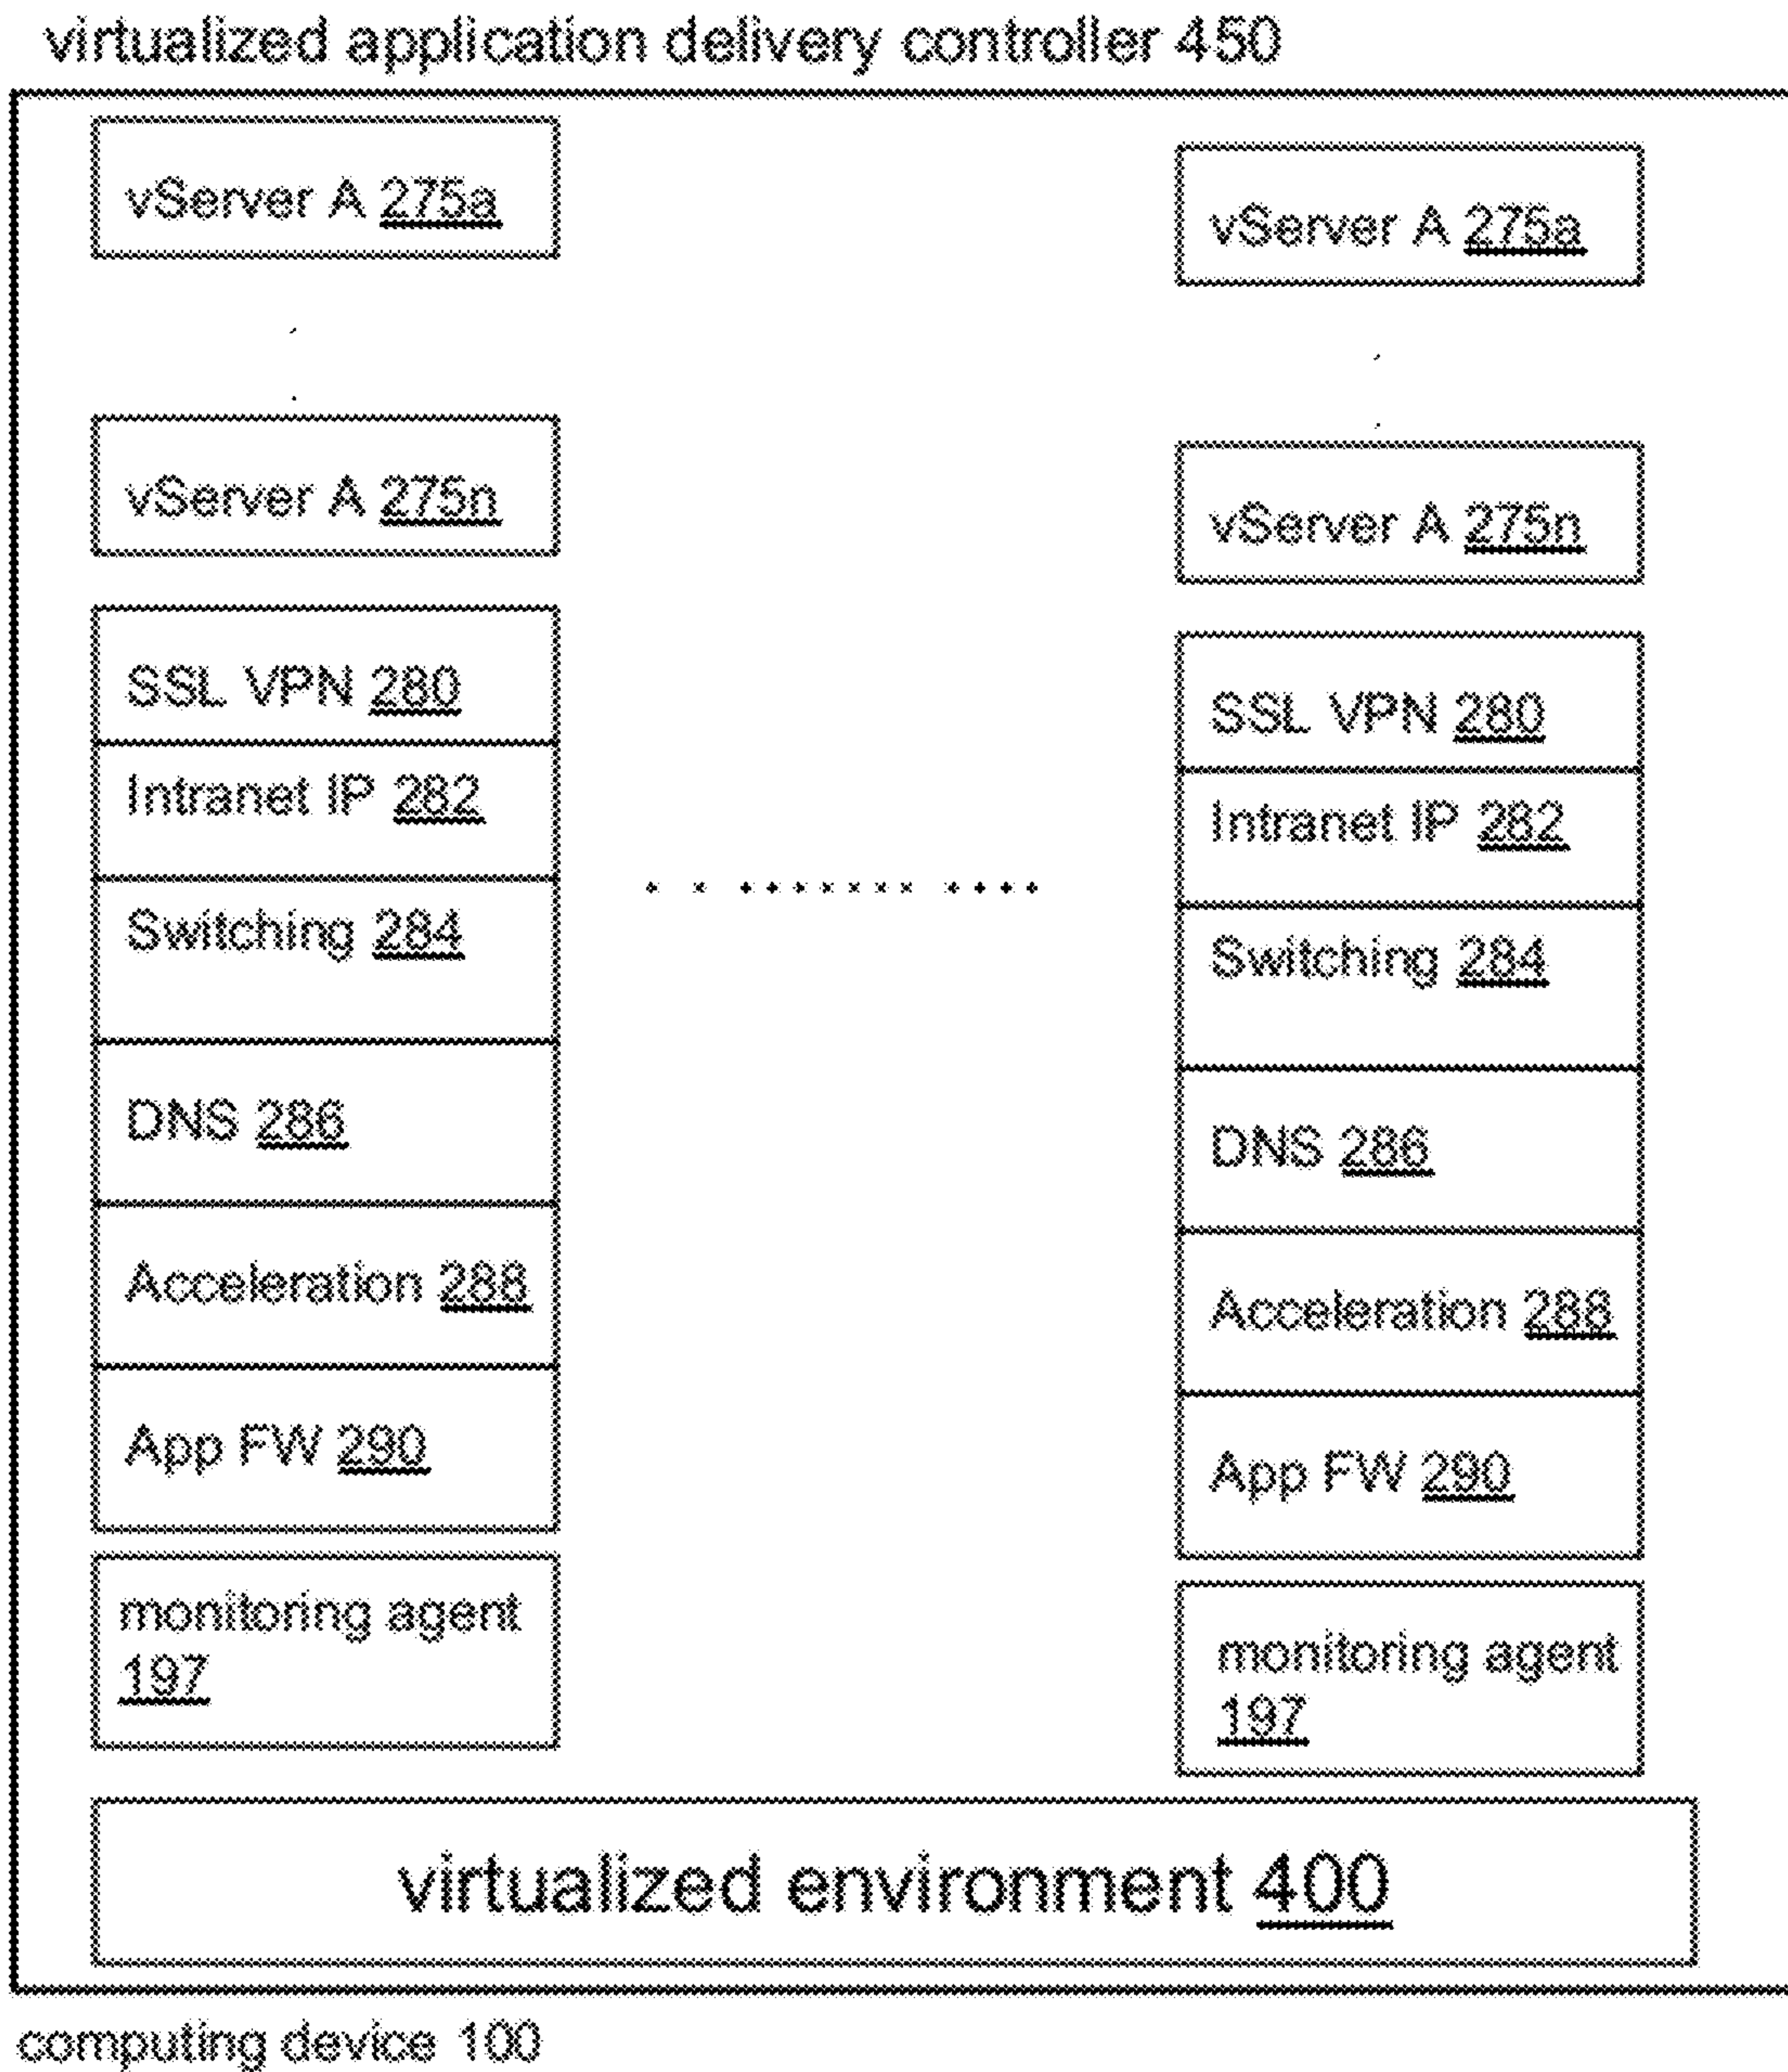 virtualized application delivery controller 450
vServer A 275a
vServer A 275n
SSL VPN 280
Intranet IP 282
Switching 284
DNS 286
Acceleration 288
App FW 290
monitoring agent
197
vServer A 275a
vServer A 275n
SSL VPN 280
Intranet IP 282
Switching 284
DNS 286
Acceleration 288
App FW 290
monitoring agent
197
virtualized environment 400
computing device 100